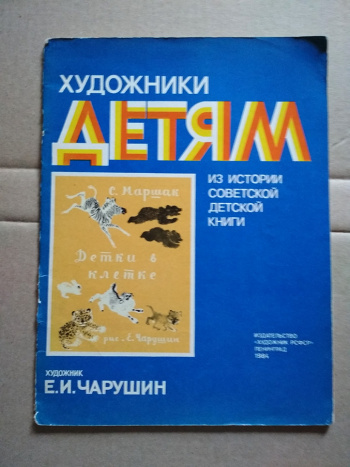 ХУДОЖНИКИ
ДЕТЯМ
ИЗ ИСТОРИИ
СОВЕТСКОЙ
ДЕТСКОЙ
КНИГИ
С. Маршак
Детки в
клетке
рис. Е. Чарушин
ИЗДАТЕЛЬСТВО
«ХУДОЖНИК РСФСР»
ЛЕНИНГРАД
1984
ХУДОЖНИК
Е.И. ЧАРУШИН